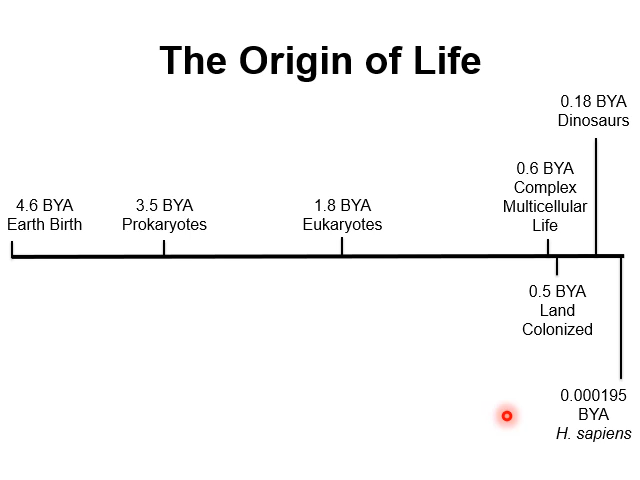 The Origin of Life
0.18 BYA
Dinosaurs
0.6 BYA
Complex
Multicellular
Life
4.6 BYA
Earth Birth
3.5 BYA
Prokaryotes
1.8 BYA
Eukaryotes
0.5 BYA
Land
Colonized
0.000195
BYA
H. sapiens